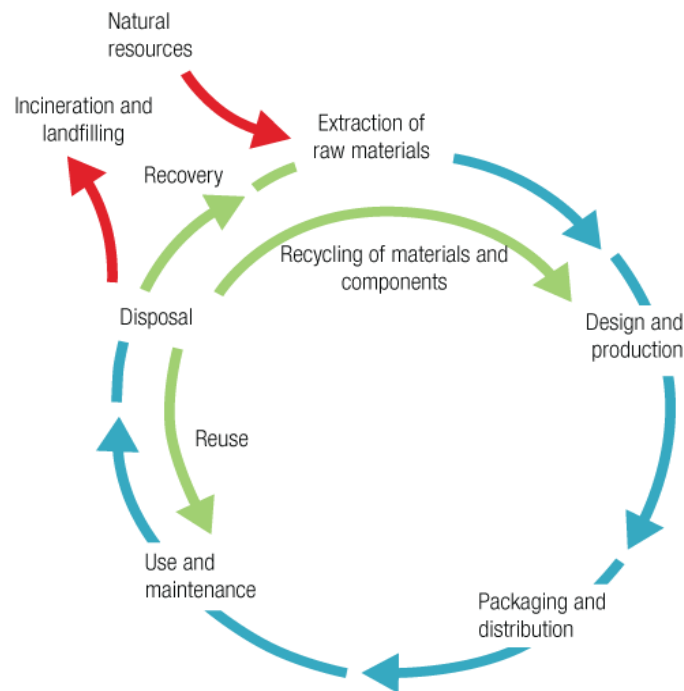 Natural
resources
Incineration and
landfilling
Extraction of
raw materials
Recovery
Recycling of materials and
components
Disposal
Design and
production
Reuse
Use and
maintenance
Packaging and
distribution